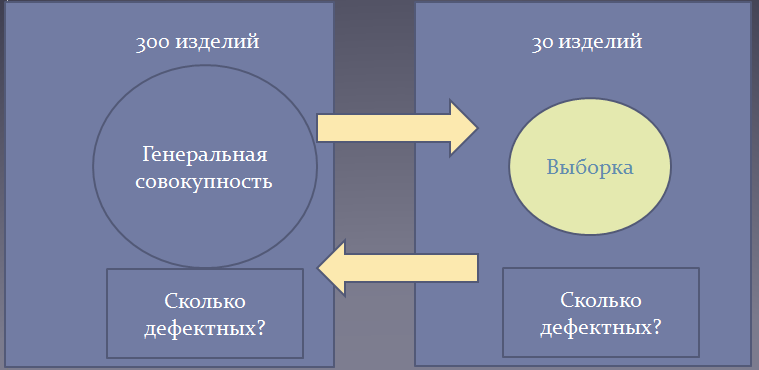 300 изделий
Генеральная
совокупность
Сколько
дефектных?
30 изделий
Выборка
Сколько
дефектных?